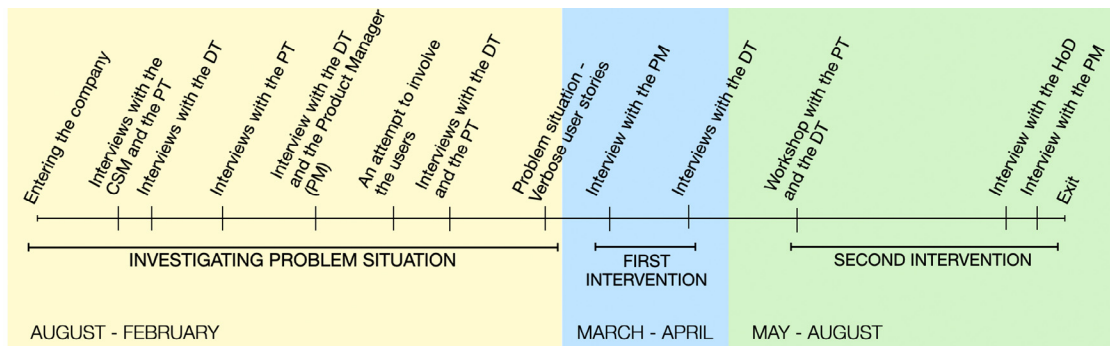 Entering the company
Interviews with the
CSM and the PT
Interviews with the DT
Interviews with the PT
Interview with the DT
and the Product Manager
(PM)
An attempt to involve
the users
Interviews with the DT
and the PT
Problem situation -
Verbose user stories
Interview with the PM
Interviews with the DT
Workshop with the PT
and the DT
Interview with the HoD
Interview with the PM
Exit
INVESTIGATING PROBLEM SITUATION
FIRST
INTERVENTION
SECOND INTERVENTION
AUGUST - FEBRUARY
MARCH - APRIL
MAY - AUGUST